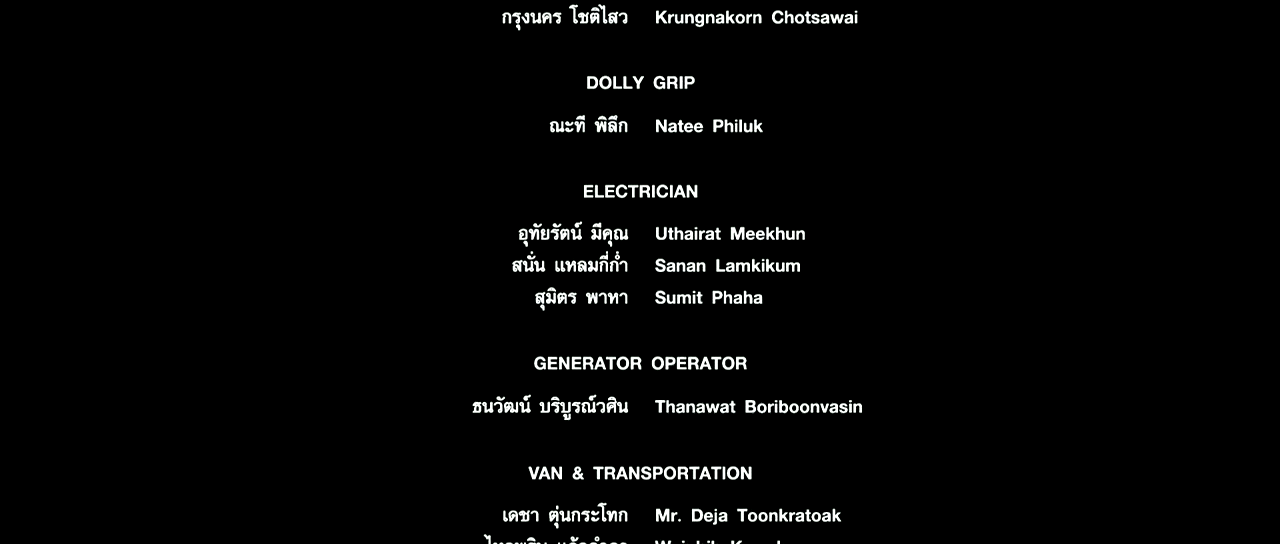 กรุงนคร โชติไสว Krungnakorn Chotsawai
DOLLY GRIP
ณะที พิลึก Natee Philuk
ELECTRICIAN
อุทัยรัตน์ มีคุณ Uthairat Meekhun
สนั่น แหลมกี่ก่ำ Sanan Lamkikum
สุมิตร พาหา Sumit Phaha
GENERATOR OPERATOR
ธนวัฒน์ บริบูรณ์วศิน Thanawat Boriboonvasin
VAN & TRANSPORTATION
เดชา ตุ่นกระโทก Mr. Deja Toonkratoak